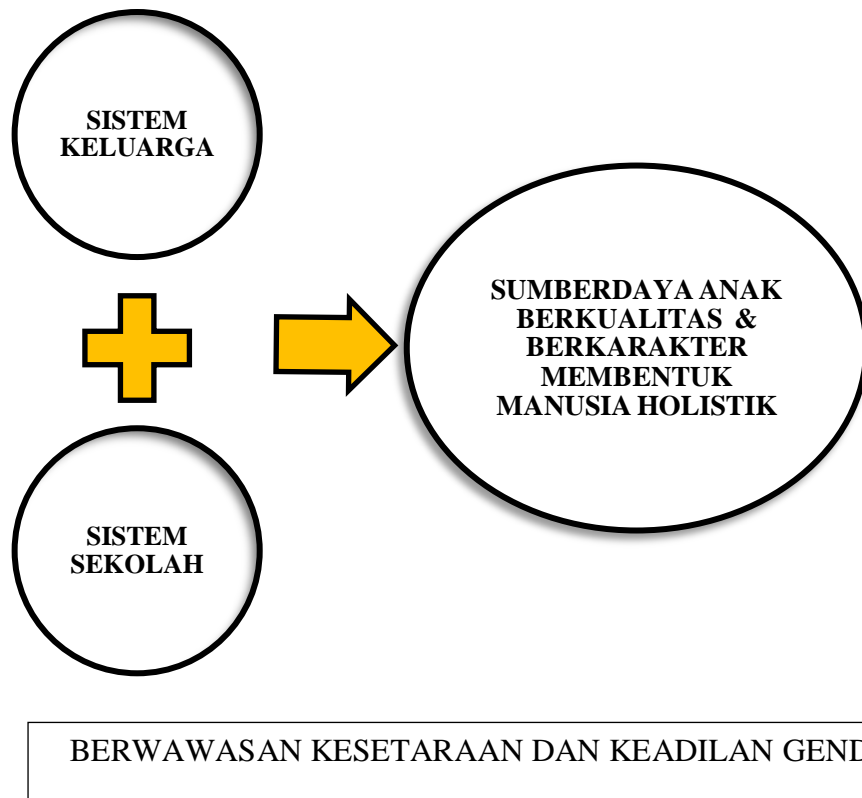 SISTEM
KELUARGA
SUMBERDAYA ANAK
BERKUALITAS &
BERKARAKTER
MEMBENTUK
MANUSIA HOLISTIK
SISTEM
SEKOLAH
BERWAWASAN KESETARAAN DAN KEADILAN